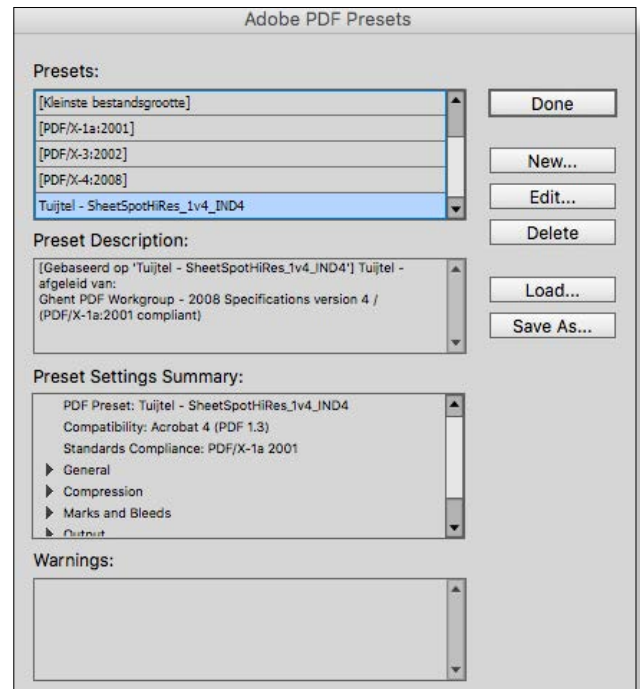 Adobe PDF Presets
Presets:
[Kleinste bestandsgrootte]
[PDF/X-1a:2001]
[PDF/X-3:2002]
[PDF/X-4:2008]
Tuijtel - SheetSpotHiRes_1v4_IND4
Done
New...
Edit...
Delete
Load...
Save As...
Preset Description:
[Gebaseerd op 'Tuijtel - SheetSpotHiRes_1v4_IND4'] Tuijtel -
afgeleid van:
Ghent PDF Workgroup - 2008 Specifications version 4 /
(PDF/X-1a:2001 compliant)
Preset Settings Summary:
PDF Preset: Tuijtel - SheetSpotHiRes_1v4_IND4
Compatibility: Acrobat 4 (PDF 1.3)
Standards Compliance: PDF/X-1a 2001
General
Compression
Marks and Bleeds
Output
Warnings: